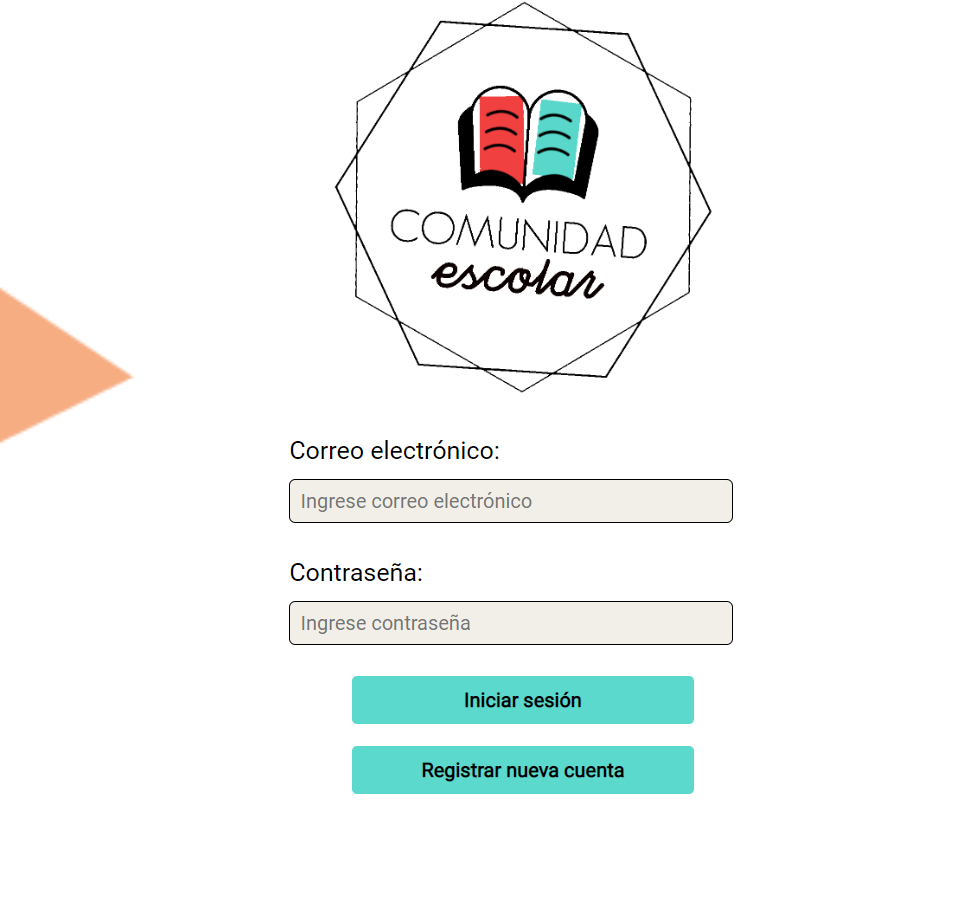 COMUNIDAD
escolar
Correo electrónico:
Ingrese correo electrónico
Contraseña:
Ingrese contraseña
Iniciar sesión
Registrar nueva cuenta